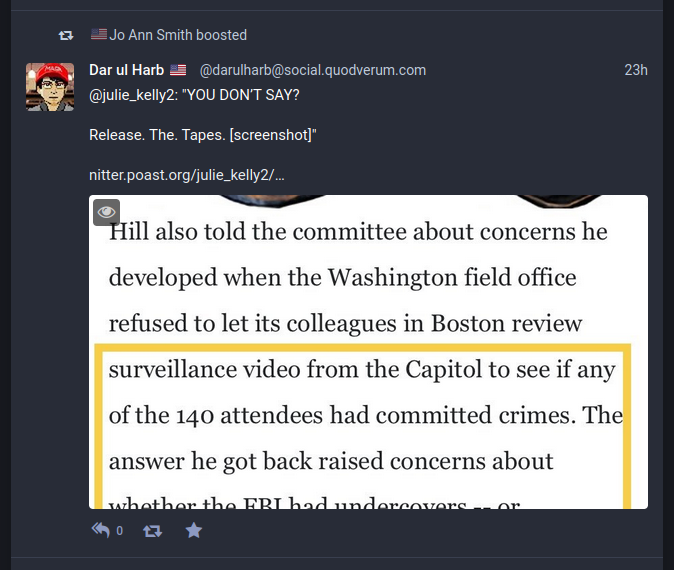 Jo Ann Smith boosted
Dar ul Harb @darulharb@social.quodverum.com 23h
@julie_kelly2: "YOU DON'T SAY?
Release. The. Tapes. [screenshot]"
nitter.poast.org/julie_kelly2/…
Hill also told the committee about concerns he
developed when the Washington field office
refused to let its colleagues in Boston review
surveillance video from the Capitol to see if any
of the 140 attendees had committed crimes. The
answer he got back raised concerns about
whether the FBI had undercovers -- or
0